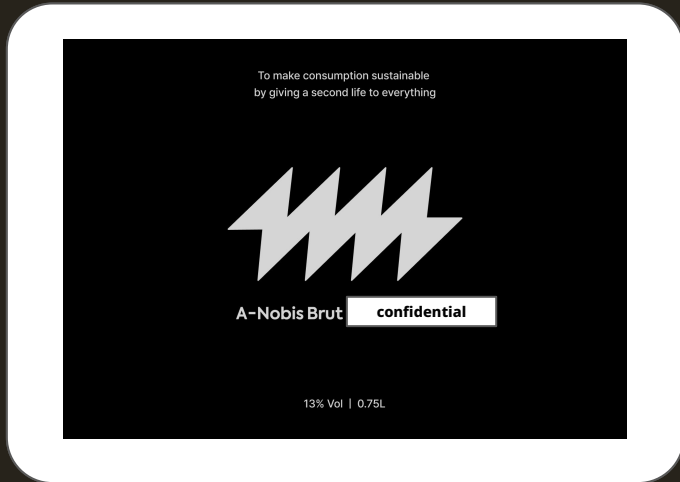 To make consumption sustainable
by giving a second life to everything
A-Nobis Brut confidential
13% Vol | 0.75L